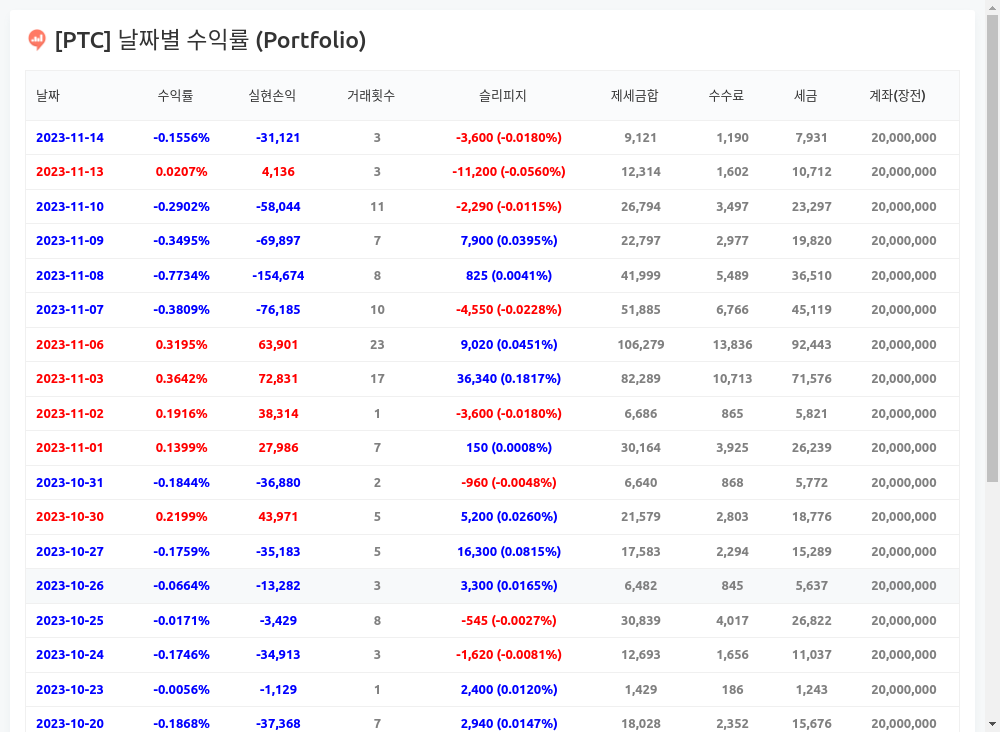 [PTC] 날짜별 수익률 (Portfolio)
날짜 수익률 실현손익 거래횟수 슬리피지 제세금합 수수료 세금 계좌(장전)
2023-11-14 -0.1556% -31,121 3 -3,600 (-0.0180%) 9,121 1,190 7,931 20,000,000
2023-11-13 0.0207% 4,136 3 -11,200 (-0.0560%) 12,314 1,602 10,712 20,000,000
2023-11-10 -0.2902% -58,044 11 -2,290 (-0.0115%) 26,794 3,497 23,297 20,000,000
2023-11-09 -0.3495% -69,897 7 7,900 (0.0395%) 22,797 2,977 19,820 20,000,000
2023-11-08 -0.7734% -154,674 8 825 (0.0041%) 41,999 5,489 36,510 20,000,000
2023-11-07 -0.3809% -76,185 10 -4,550 (-0.0228%) 51,885 6,766 45,119 20,000,000
2023-11-06 0.3195% 63,901 23 9,020 (0.0451%) 106,279 13,836 92,443 20,000,000
2023-11-03 0.3642% 72,831 17 36,340 (0.1817%) 82,289 10,713 71,576 20,000,000
2023-11-02 0.1916% 38,314 1 -3,600 (-0.0180%) 6,686 865 5,821 20,000,000
2023-11-01 0.1399% 27,986 7 150 (0.0008%) 30,164 3,925 26,239 20,000,000
2023-10-31 -0.1844% -36,880 2 -960 (-0.0048%) 6,640 868 5,772 20,000,000
2023-10-30 0.2199% 43,971 5 5,200 (0.0260%) 21,579 2,803 18,776 20,000,000
2023-10-27 -0.1759% -35,183 5 16,300 (0.0815%) 17,583 2,294 15,289 20,000,000
2023-10-26 -0.0664% -13,282 3 3,300 (0.0165%) 6,482 845 5,637 20,000,000
2023-10-25 -0.0171% -3,429 8 -545 (-0.0027%) 30,839 4,017 26,822 20,000,000
2023-10-24 -0.1746% -34,913 3 -1,620 (-0.0081%) 12,693 1,656 11,037 20,000,000
2023-10-23 -0.0056% -1,129 1 2,400 (0.0120%) 1,429 186 1,243 20,000,000
2023-10-20 -0.1868% -37,368 7 2,940 (0.0147%) 18,028 2,352 15,676 20,000,000